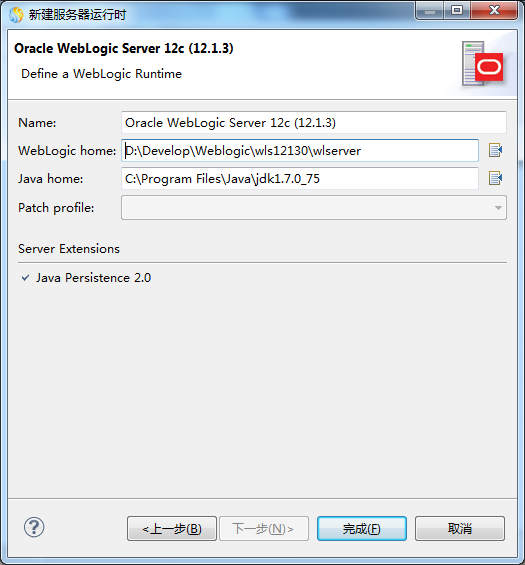 新建服务器运行时
Oracle WebLogic Server 12c (12.1.3)
Define a WebLogic Runtime
Name: Oracle WebLogic Server 12c (12.1.3)
WebLogic home: D:\Develop\Weblogic\wls12130\wlserver
Java home: C:\Program Files\Java\jdk1.7.0_75
Patch profile:
Server Extensions
Java Persistence 2.0
<上一步(B) 下一步(N)> 完成(F) 取消